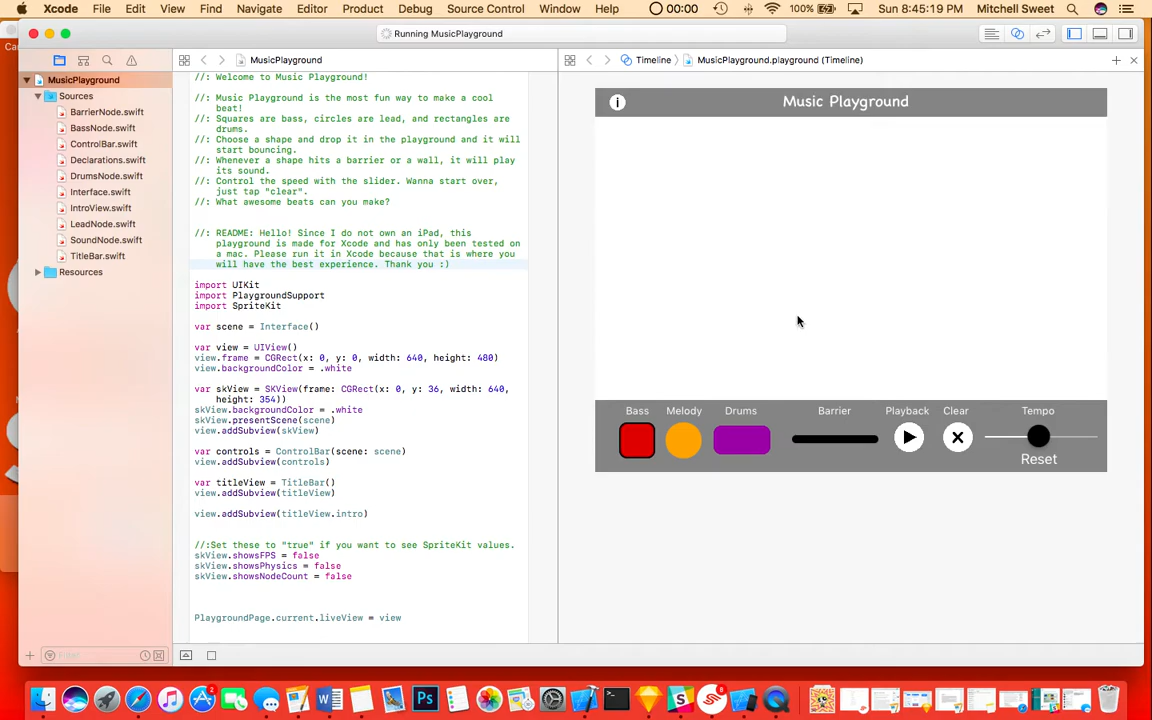 Xcode File Edit View Find Navigate Editor Product Debug Source Control Window Help 00:00 100% Sun 8:45:19 PM Mitchell Sweet
Running MusicPlayground
MusicPlayground
Timeline MusicPlayground.playground (Timeline)
MusicPlayground
Sources
BarrierNode.swift
BassNode.swift
ControlBar.swift
Declarations.swift
DrumsNode.swift
Interface.swift
IntroView.swift
LeadNode.swift
SoundNode.swift
TitleBar.swift
Resources
Filter
//: Welcome to Music Playground!
//: Music Playground is the most fun way to make a cool
beat!
//: Squares are bass, circles are lead, and rectangles are
drums.
//: Choose a shape and drop it in the playground and it will
start bouncing.
//: Whenever a shape hits a barrier or a wall, it will play
its sound.
//: Control the speed with the slider. Wanna start over,
just tap "clear".
//: What awesome beats can you make?
//: README: Hello! Since I do not own an iPad, this
playground is made for Xcode and has only been tested on
a mac. Please run it in Xcode because that is where you
will have the best experience. Thank you :)
import UIKit
import PlaygroundSupport
import SpriteKit
var scene = Interface()
var view = UIView()
view.frame = CGRect(x: 0, y: 0, width: 640, height: 480)
view.backgroundColor = .white
var skView = SKView(frame: CGRect(x: 0, y: 36, width: 640,
height: 354))
skView.backgroundColor = .white
skView.presentScene(scene)
view.addSubview(skView)
var controls = ControlBar(scene: scene)
view.addSubview(controls)
var titleView = TitleBar()
view.addSubview(titleView)
view.addSubview(titleView.intro)
//:Set these to "true" if you want to see SpriteKit values.
skView.showsFPS = false
skView.showsPhysics = false
skView.showsNodeCount = false
PlaygroundPage.current.liveView = view
i Music Playground
Bass Melody Drums Barrier Playback Clear Tempo
Reset